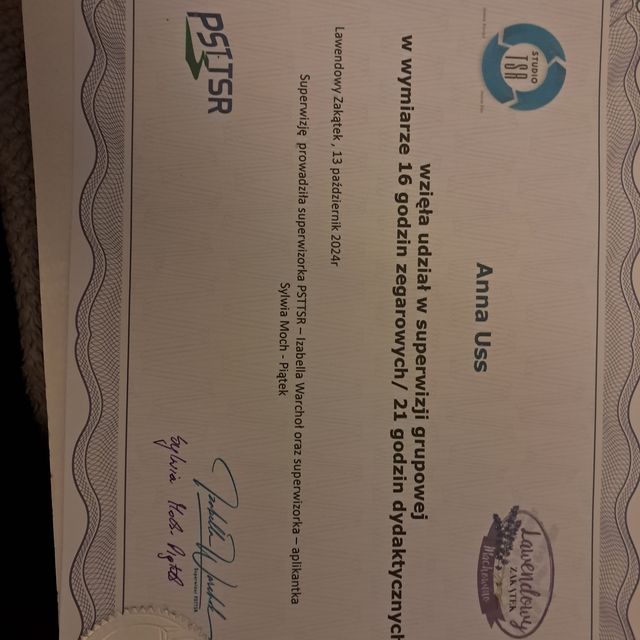 STUDIO
TSR
Lawendowy
ZAKĄTEK
Anna Uss
wzięła udział w superwizji grupowej
w wymiarze 16 godzin zegarowych/ 21 godzin dydaktycznych
Lawendowy Zakątek , 13 październik 2024r
Superwizję prowadziła superwizorka PSTTSR – Izabella Warchoł oraz superwizorka – aplikantka
Sylwia Moch - Piątek
PSTTSR